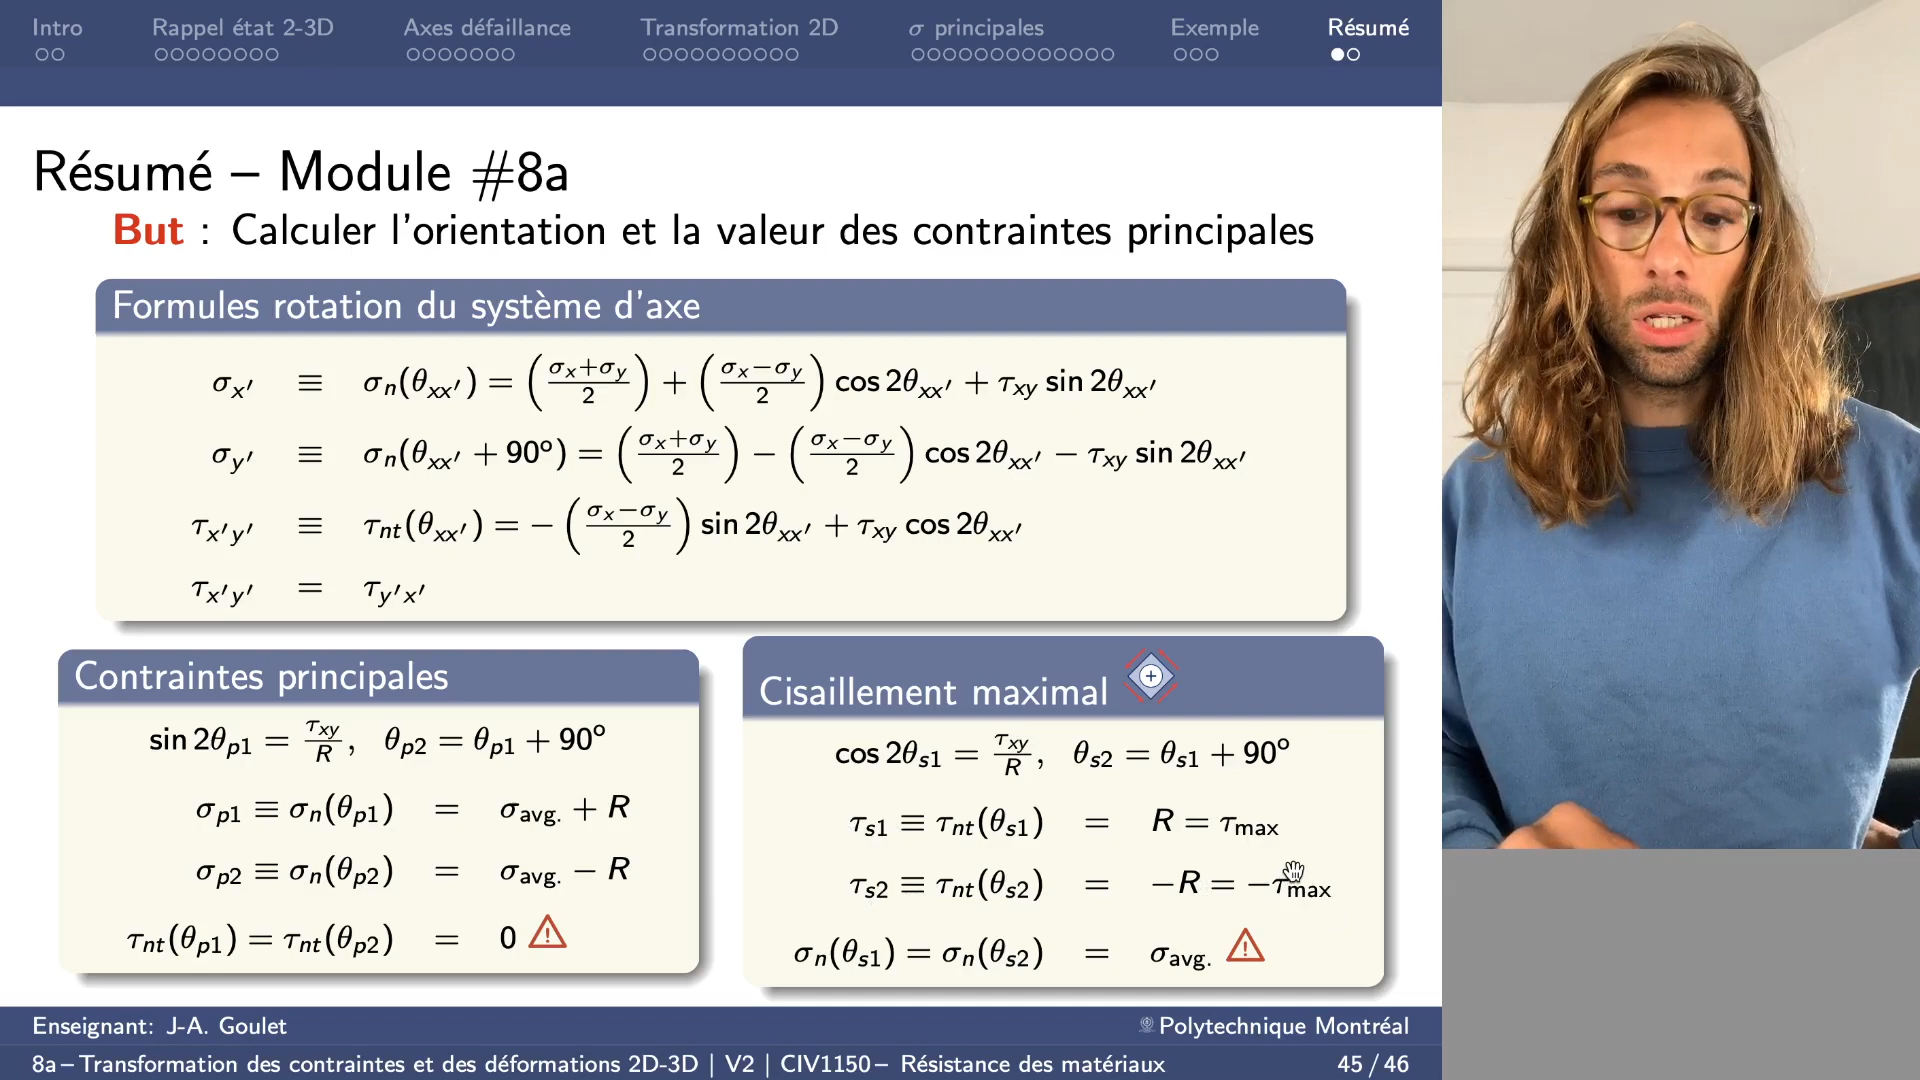 Intro Rappel état 2-3D Axes défaillance Transformation 2D σ principales Exemple Résumé
Résumé – Module #8a
But : Calculer l'orientation et la valeur des contraintes principales
Formules rotation du système d'axe
σx′ ≡ σn(θxx′) = (σx+σy / 2) + (σx−σy / 2) cos 2θxx′ + τxy sin 2θxx′
σy′ ≡ σn(θxx′ + 90º) = (σx+σy / 2) − (σx−σy / 2) cos 2θxx′ − τxy sin 2θxx′
τx′y′ ≡ τnt(θxx′) = − (σx−σy / 2) sin 2θxx′ + τxy cos 2θxx′
τx′y′ = τy′x′
Contraintes principales
sin 2θp1 = τxy / R, θp2 = θp1 + 90º
σp1 ≡ σn(θp1) = σavg. + R
σp2 ≡ σn(θp2) = σavg. − R
τnt(θp1) = τnt(θp2) = 0
Cisaillement maximal
cos 2θs1 = τxy / R, θs2 = θs1 + 90º
τs1 ≡ τnt(θs1) = R = τmax
τs2 ≡ τnt(θs2) = −R = −τmax
σn(θs1) = σn(θs2) = σavg.
Enseignant: J-A. Goulet Polytechnique Montréal
8a – Transformation des contraintes et des déformations 2D-3D | V2 | CIV1150 – Résistance des matériaux 45 / 46